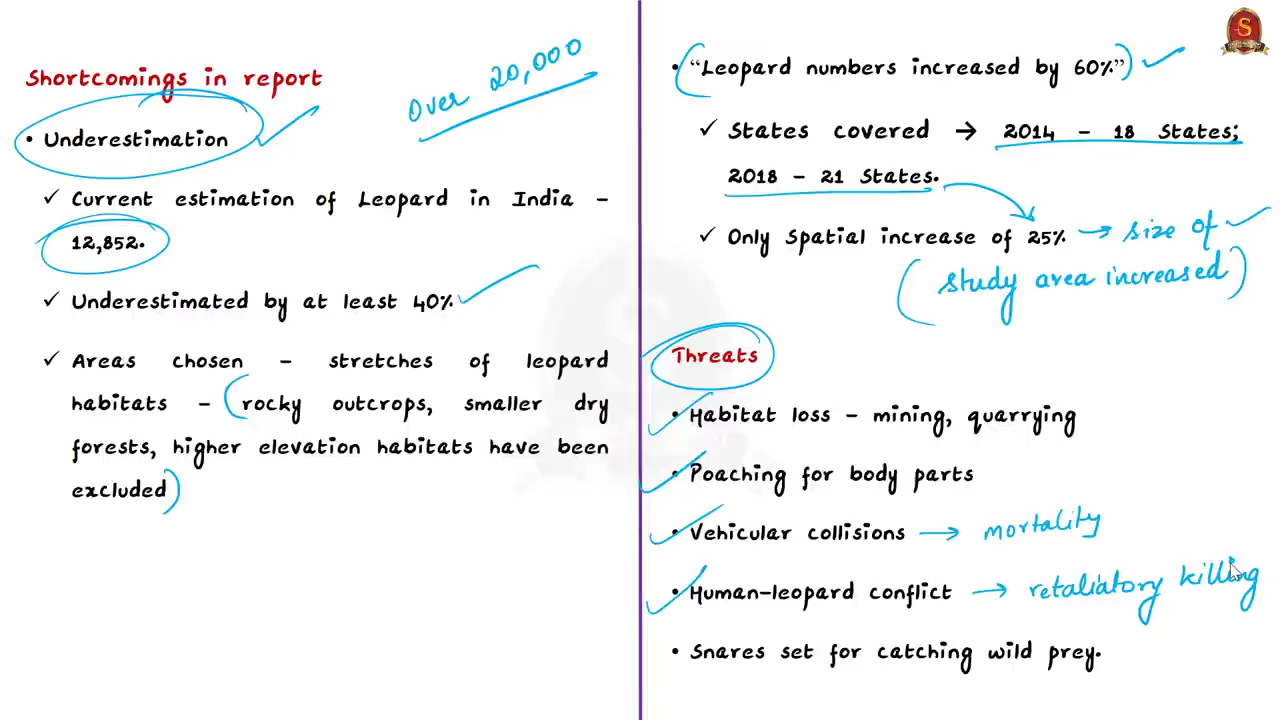 Shortcomings in report
Over 20,000
• Underestimation
✓ Current estimation of Leopard in India -
12,852.
✓ Underestimated by at least 40%.
✓ Areas chosen - stretches of leopard
habitats - (rocky outcrops, smaller dry
forests, higher elevation habitats have been
excluded)
• ("Leopard numbers increased by 60%")
✓ States covered → 2014 - 18 States;
2018 - 21 States.
✓ Only Spatial increase of 25% → size of
(study area increased)
Threats
• Habitat loss - mining, quarrying
• Poaching for body parts
• Vehicular collisions → mortality
• Human-leopard conflict → retaliatory killing
• Snares set for catching wild prey.
S